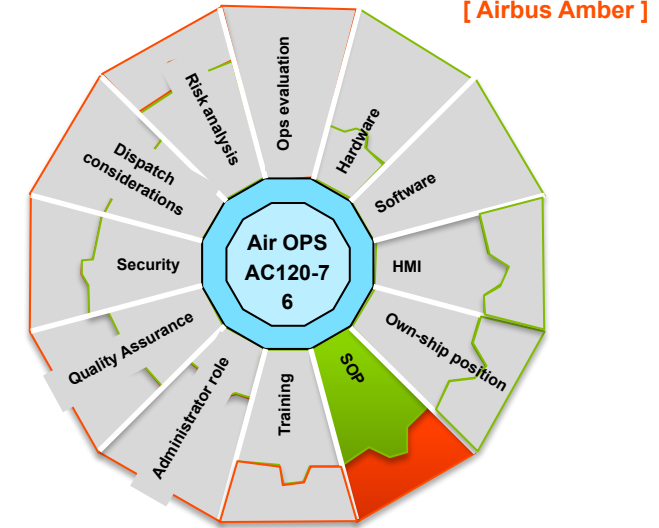 [ Airbus Amber ]
Ops evaluation
Hardware
Software
HMI
Own-ship position
SOP
Training
Administrator role
Quality Assurance
Security
Dispatch
considerations
Risk analysis
Air OPS
AC120-7
6